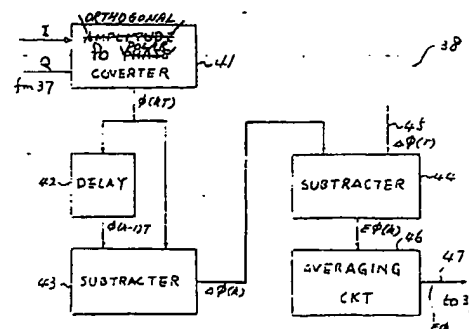 ORTHOGONAL
I
AMPLITUDE
TO POLAR
Q
COVERTER
41
38
fm 37
φ(kT)
45
Δφ(r)
42
DELAY
SUBTRACTER
44
φ(k-1)T
Eφ(k)
46
43
SUBTRACTER
Δφ(k)
AVERAGING
CKT
47
to 3